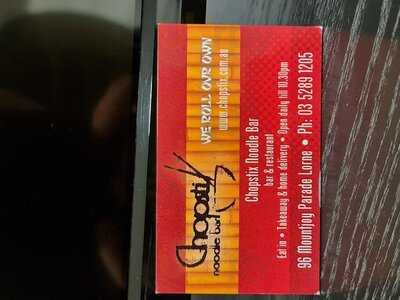 Chopstix
noodle bar
WE ROLL OUR OWN
www.chopstix.com.au
Chopstix Noodle Bar
bar & restaurant
Eat in • Takeaway & home delivery • Open daily till 10.30pm
96 Mountjoy Parade Lorne • Ph: 03 5289 1205